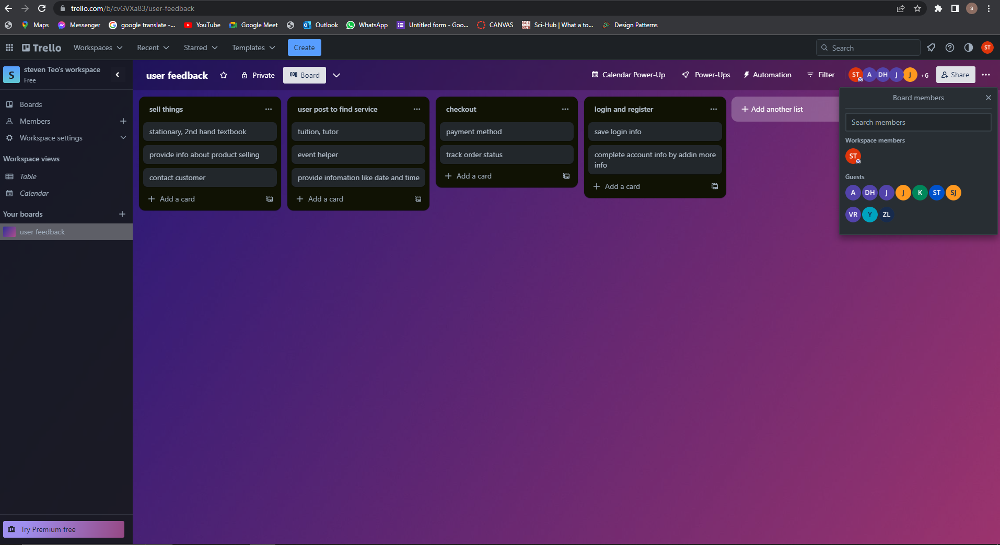 trello.com/b/cvGVXa83/user-feedback
S
Maps
Messenger
google translate -...
YouTube
Google Meet
Outlook
WhatsApp
Untitled form - Goo...
CANVAS
SCI HUB
Sci-Hub | What a to...
Design Patterns
Trello
Workspaces
Recent
Starred
Templates
Create
Search
ST
S
steven Teo's workspace
Free
user feedback
Private
Board
Calendar Power-Up
Power-Ups
Automation
Filter
ST
A
DH
J
J
+6
Share
Boards
Members
Workspace settings
Workspace views
Table
Calendar
Your boards
user feedback
Try Premium free
sell things
stationary, 2nd hand textbook
provide info about product selling
contact customer
Add a card
user post to find service
tuition, tutor
event helper
provide infomation like date and time
Add a card
checkout
payment method
track order status
Add a card
login and register
save login info
complete account info by addin more
info
Add a card
Add another list
Board members
Search members
Workspace members
ST
Guests
A
DH
J
J
K
ST
SJ
VR
Y
ZL